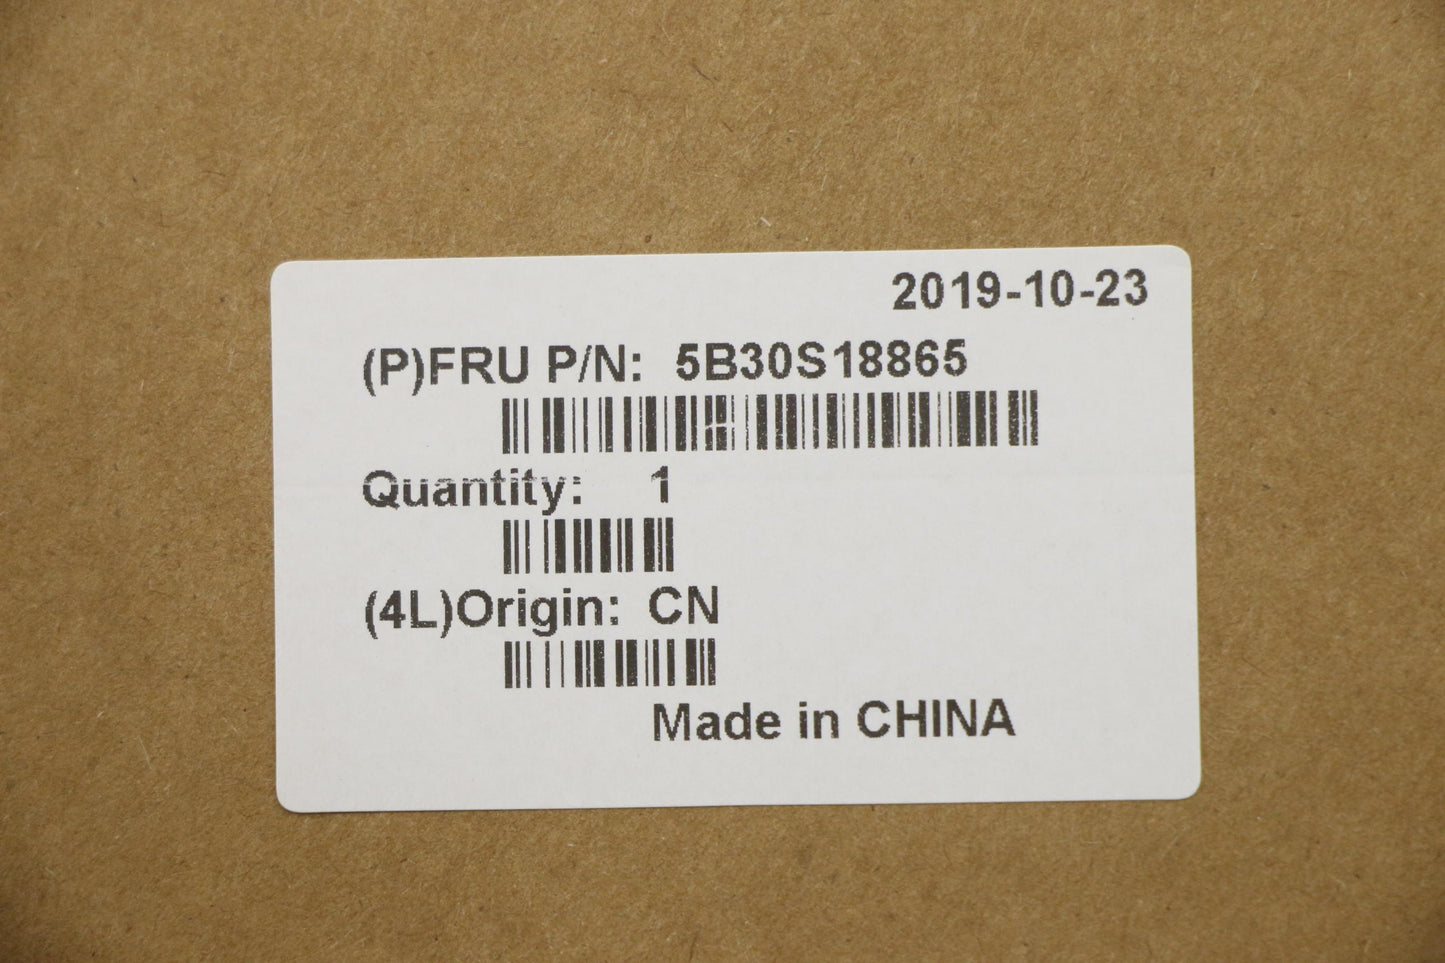 2019-10-23
(P)FRU P/N: 5B30S18865
Quantity: 1
(4L)Origin: CN
Made in CHINA